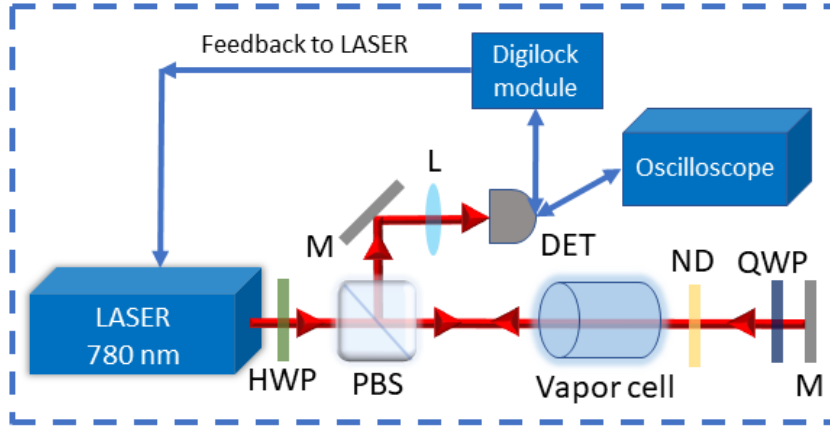 Feedback to LASER
Digilock
module
Oscilloscope
L
M
DET
ND
QWP
LASER
780 nm
HWP
PBS
Vapor cell
M